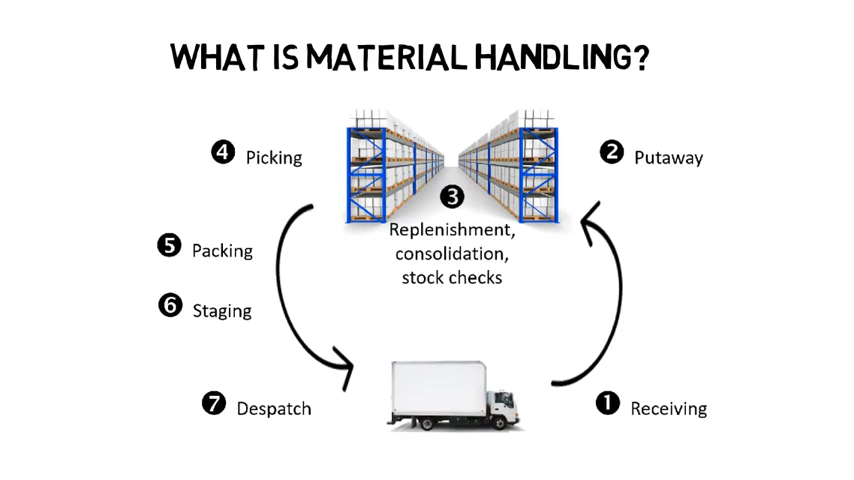 WHAT IS MATERIAL HANDLING?
4 Picking
2 Putaway
3
Replenishment,
consolidation,
stock checks
5 Packing
6 Staging
7 Despatch
1 Receiving